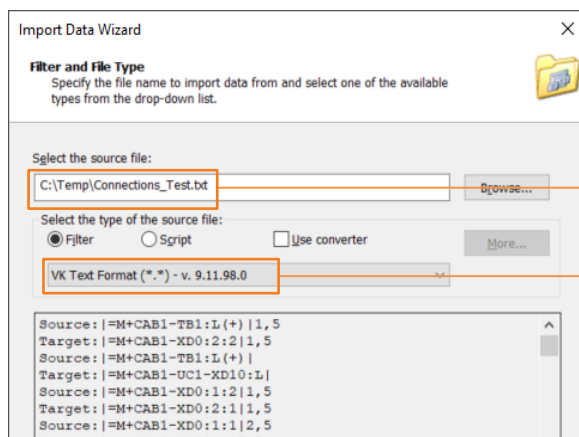 Import Data Wizard
Filter and File Type
Specify the file name to import data from and select one of the available
types from the drop-down list.
Select the source file:
C:\Temp\Connections_Test.txt
Browse...
Select the type of the source file:
Filter
Script
Use converter
More...
VK Text Format (*.*) - v. 9.11.98.0
Source:|=M+CAB1-TB1:L(+)|1,5
Target:|=M+CAB1-XD0:2:2|1,5
Source:|=M+CAB1-TB1:L(+)|
Target:|=M+CAB1-UC1-XD10:L|
Source:|=M+CAB1-XD0:1:2|1,5
Target:|=M+CAB1-XD0:2:1|1,5
Source:|=M+CAB1-XD0:1:1|2,5